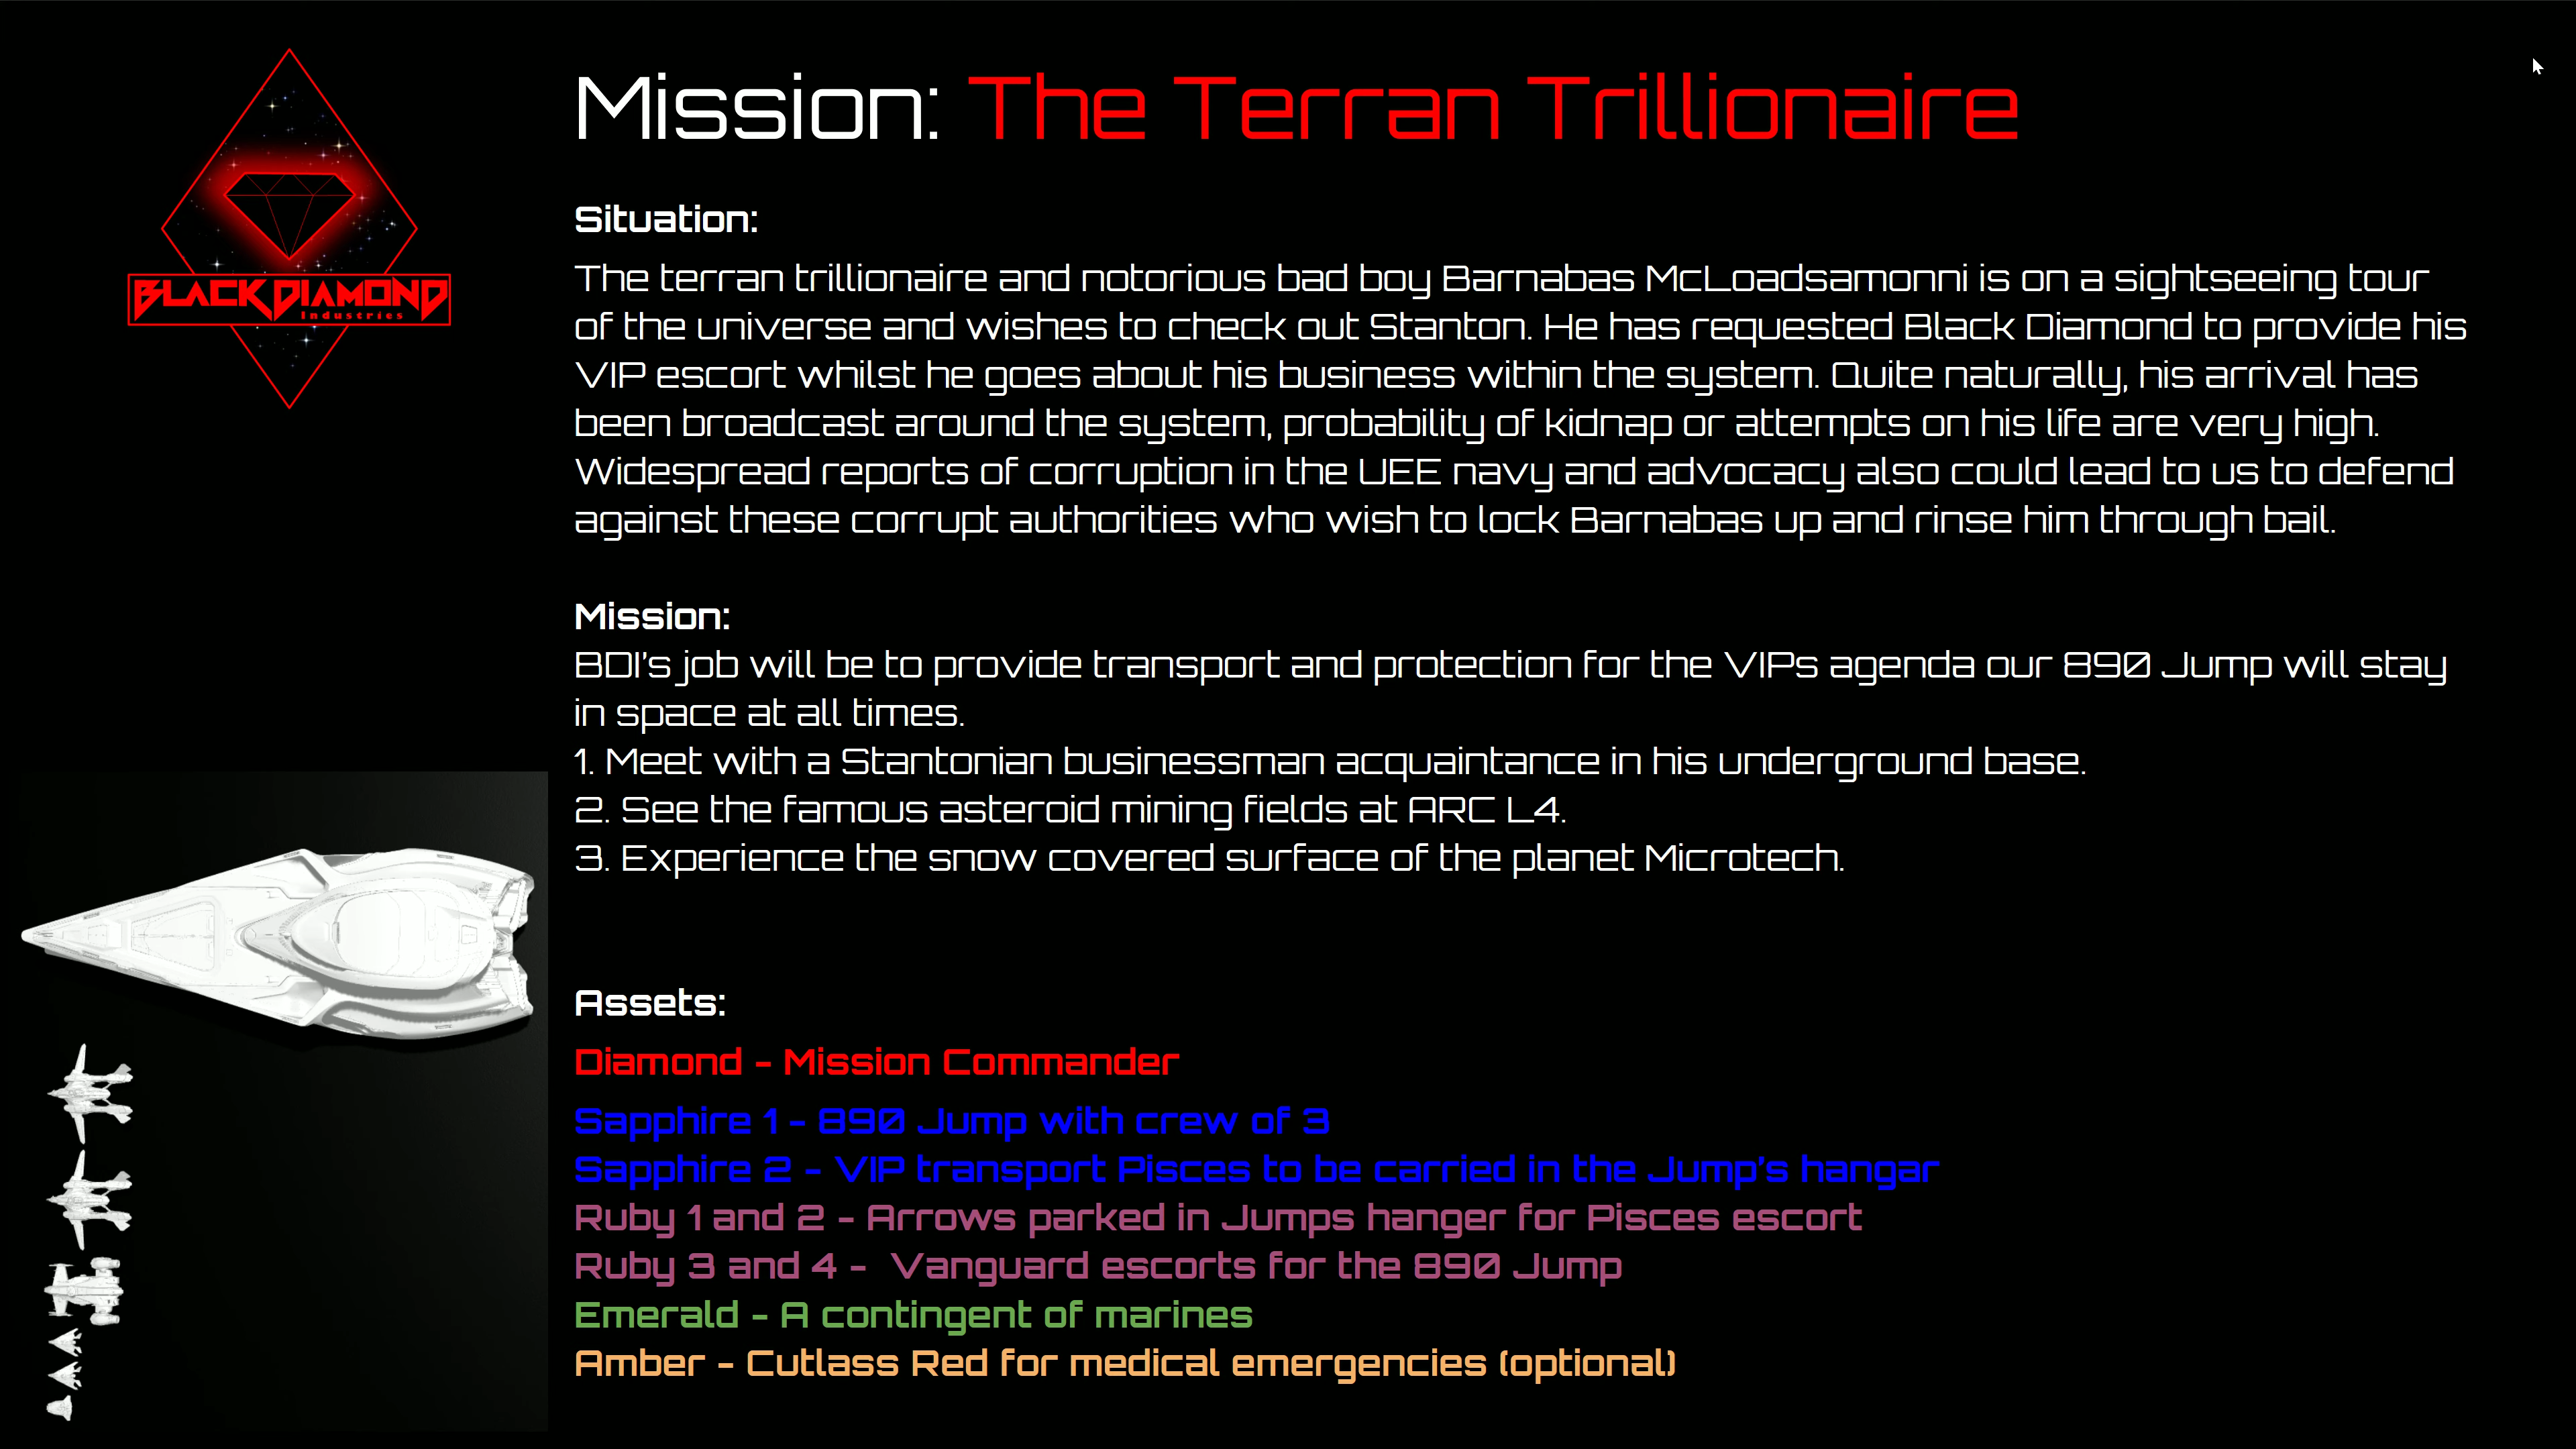 BLACK DIAMOND
Industries
Mission: The Terran Trillionaire
Situation:
The terran trillionaire and notorious bad boy Barnabas McLoadsamonni is on a sightseeing tour
of the universe and wishes to check out Stanton. He has requested Black Diamond to provide his
VIP escort whilst he goes about his business within the system. Quite naturally, his arrival has
been broadcast around the system, probability of kidnap or attempts on his life are very high.
Widespread reports of corruption in the UEE navy and advocacy also could lead to us to defend
against these corrupt authorities who wish to lock Barnabas up and rinse him through bail.
Mission:
BDI's job will be to provide transport and protection for the VIPs agenda our 890 Jump will stay
in space at all times.
1. Meet with a Stantonian businessman acquaintance in his underground base.
2. See the famous asteroid mining fields at ARC L4.
3. Experience the snow covered surface of the planet Microtech.
Assets:
Diamond - Mission Commander
Sapphire 1 - 890 Jump with crew of 3
Sapphire 2 - VIP transport Pisces to be carried in the Jump's hangar
Ruby 1 and 2 - Arrows parked in Jumps hanger for Pisces escort
Ruby 3 and 4 -  Vanguard escorts for the 890 Jump
Emerald - A contingent of marines
Amber - Cutlass Red for medical emergencies (optional)